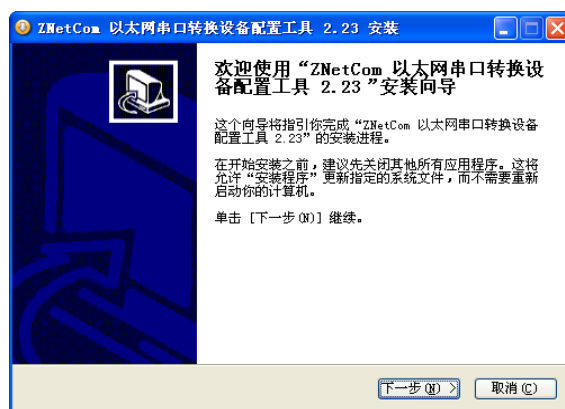 ZNetCom 以太网串口转换设备配置工具 2.23 安装
欢迎使用“ZNetCom 以太网串口转换设
备配置工具 2.23 ”安装向导
这个向导将指引你完成“ZNetCom 以太网串口转换设备
配置工具 2.23”的安装进程。
在开始安装之前，建议先关闭其他所有应用程序。这将
允许“安装程序”更新指定的系统文件，而不需要重新
启动你的计算机。
单击 [下一步(N)] 继续。
下一步(N) >
取消(C)